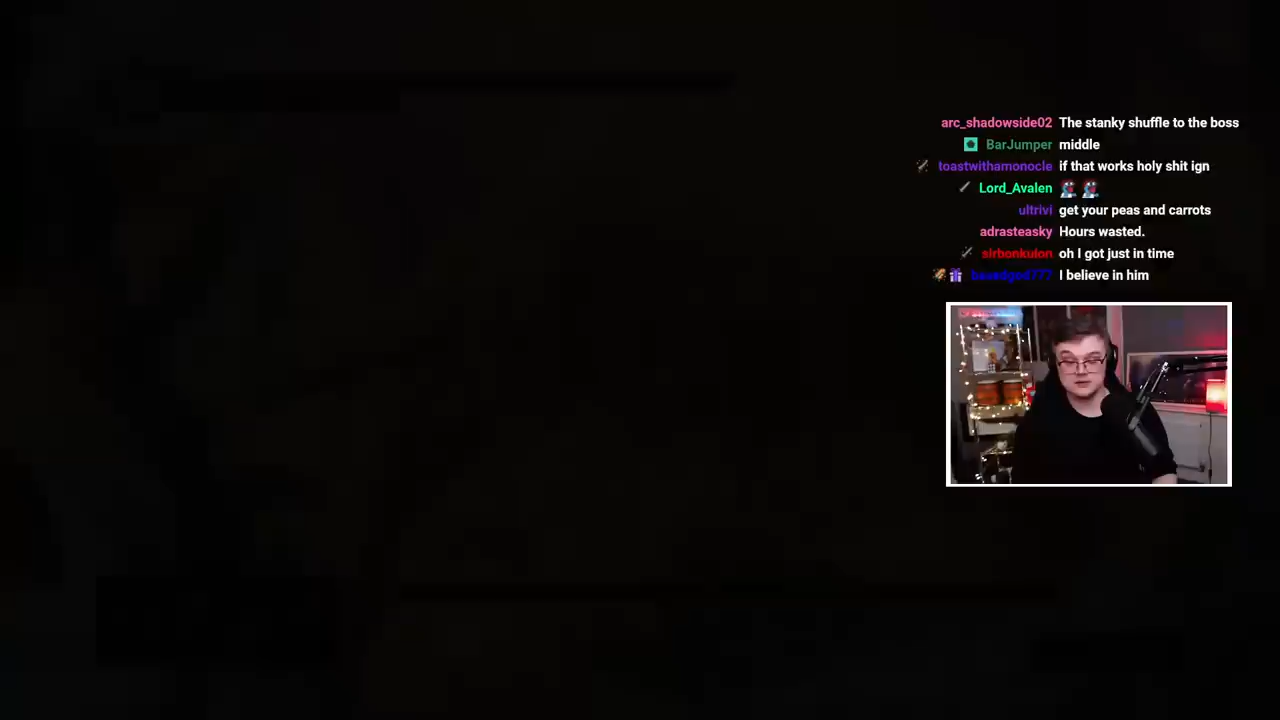 arc_shadowside02 The stanky shuffle to the boss
BarJumper middle
toastwithamonocle if that works holy shit ign
Lord_Avalen
ultrivi get your peas and carrots
adrasteasky Hours wasted.
sirbonkulon oh I got just in time
basedgod777 I believe in him